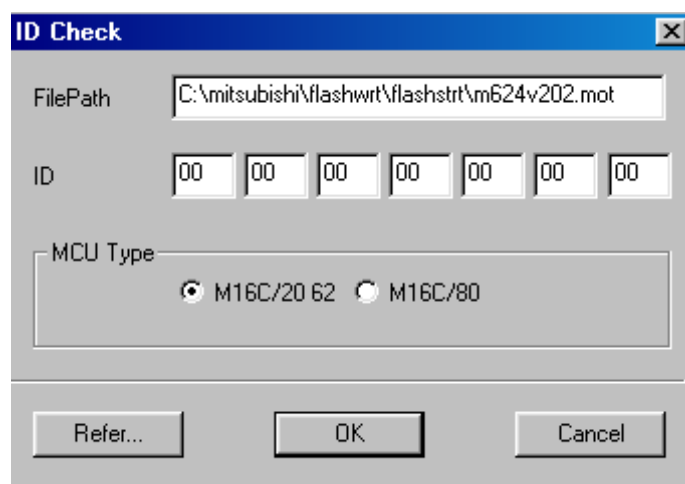 ID Check
FilePath C:\mitsubishi\flashwrt\flashstrt\m624v202.mot
ID 00 00 00 00 00 00 00
MCU Type
M16C/20 62 M16C/80
Refer... OK Cancel